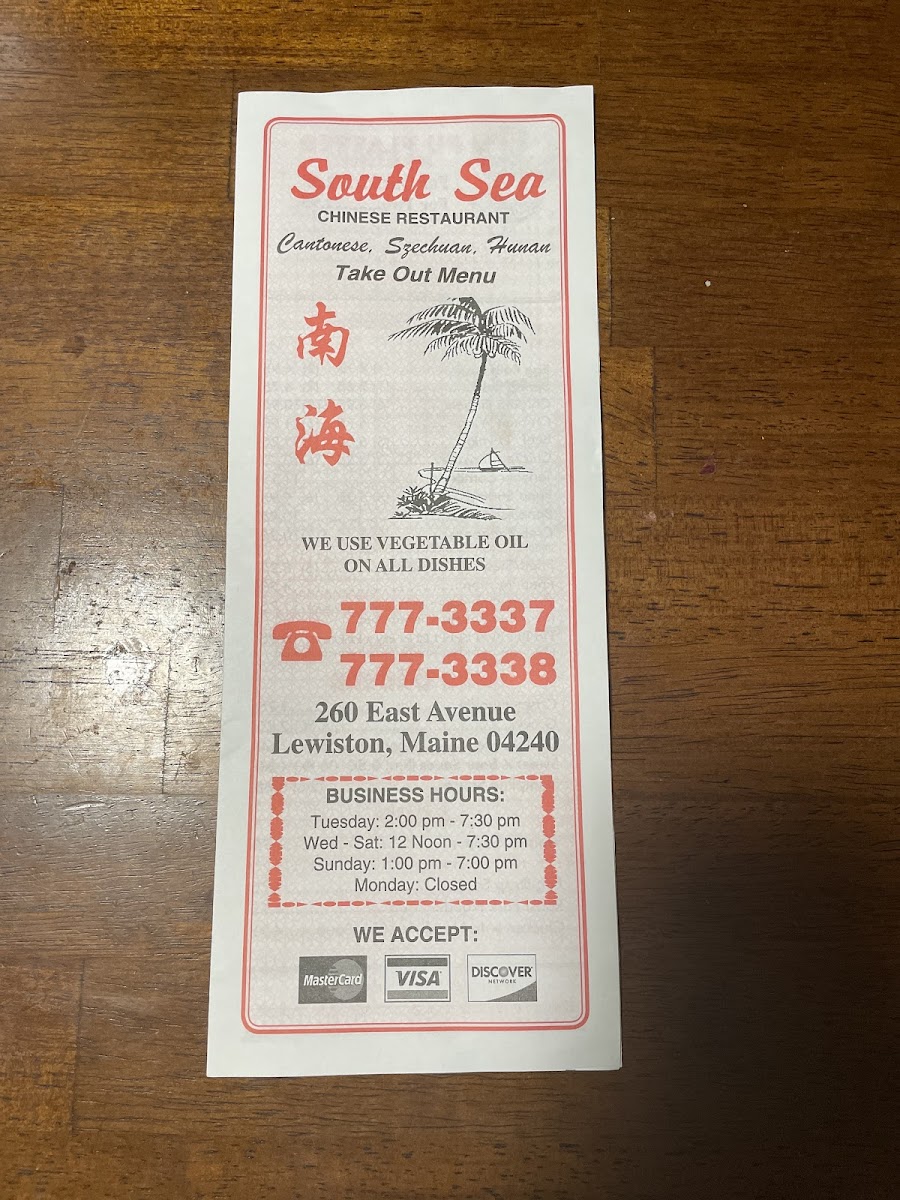 South Sea
CHINESE RESTAURANT
Cantonese, Szechuan, Hunan
Take Out Menu
南
海
WE USE VEGETABLE OIL
ON ALL DISHES
777-3337
777-3338
260 East Avenue
Lewiston, Maine 04240
BUSINESS HOURS:
Tuesday: 2:00 pm - 7:30 pm
Wed - Sat: 12 Noon - 7:30 pm
Sunday: 1:00 pm - 7:00 pm
Monday: Closed
WE ACCEPT:
MasterCard VISA DISCOVER
NETWORK